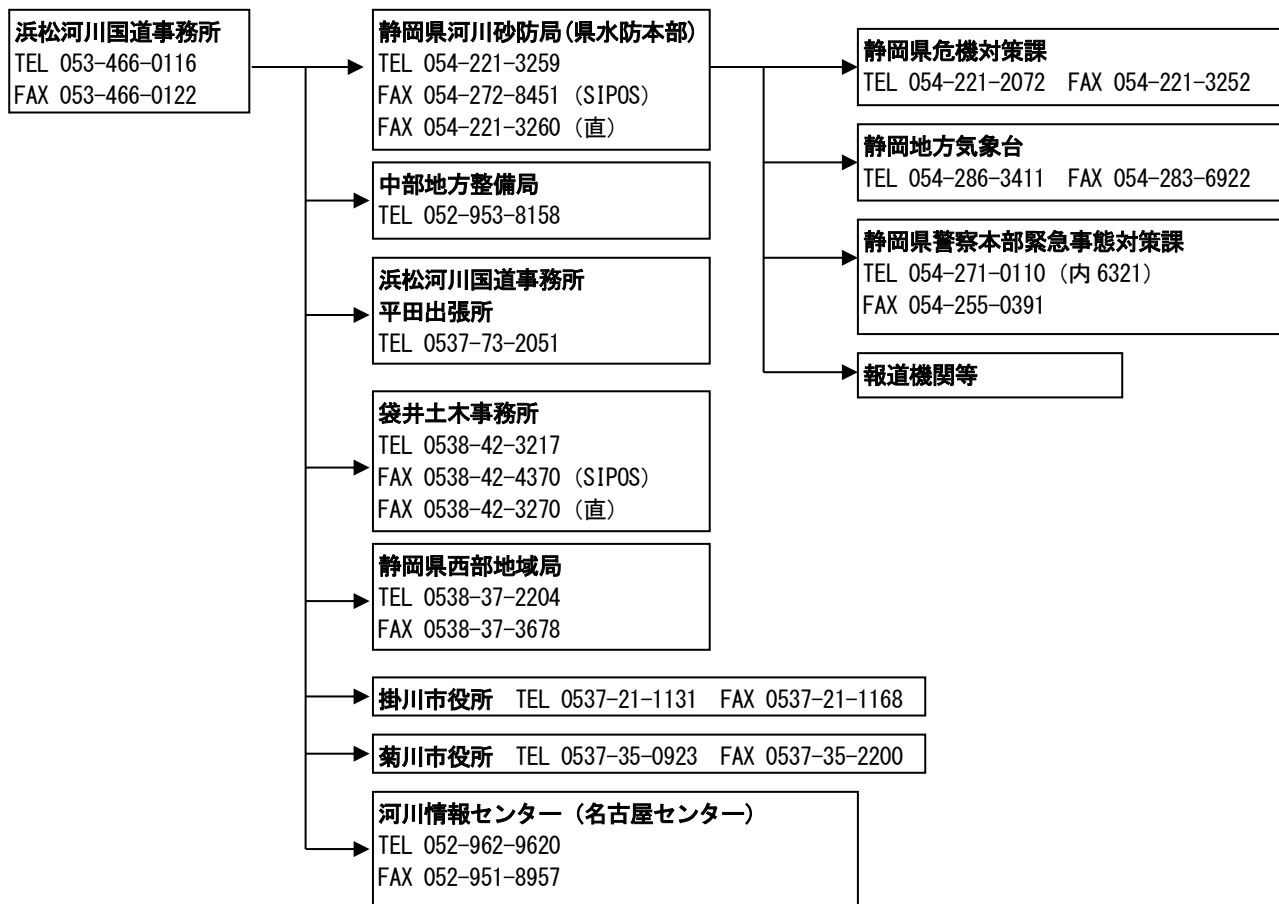 浜松河川国道事務所
TEL 053-466-0116
FAX 053-466-0122
静岡県河川砂防局(県水防本部)
TEL 054-221-3259
FAX 054-272-8451 (SIPOS)
FAX 054-221-3260 (直)
中部地方整備局
TEL 052-953-8158
浜松河川国道事務所
平田出張所
TEL 0537-73-2051
袋井土木事務所
TEL 0538-42-3217
FAX 0538-42-4370 (SIPOS)
FAX 0538-42-3270 (直)
静岡県西部地域局
TEL 0538-37-2204
FAX 0538-37-3678
掛川市役所 TEL 0537-21-1131 FAX 0537-21-1168
菊川市役所 TEL 0537-35-0923 FAX 0537-35-2200
河川情報センター (名古屋センター)
TEL 052-962-9620
FAX 052-951-8957
静岡県危機対策課
TEL 054-221-2072 FAX 054-221-3252
静岡地方気象台
TEL 054-286-3411 FAX 054-283-6922
静岡県警察本部緊急事態対策課
TEL 054-271-0110 (内 6321)
FAX 054-255-0391
報道機関等